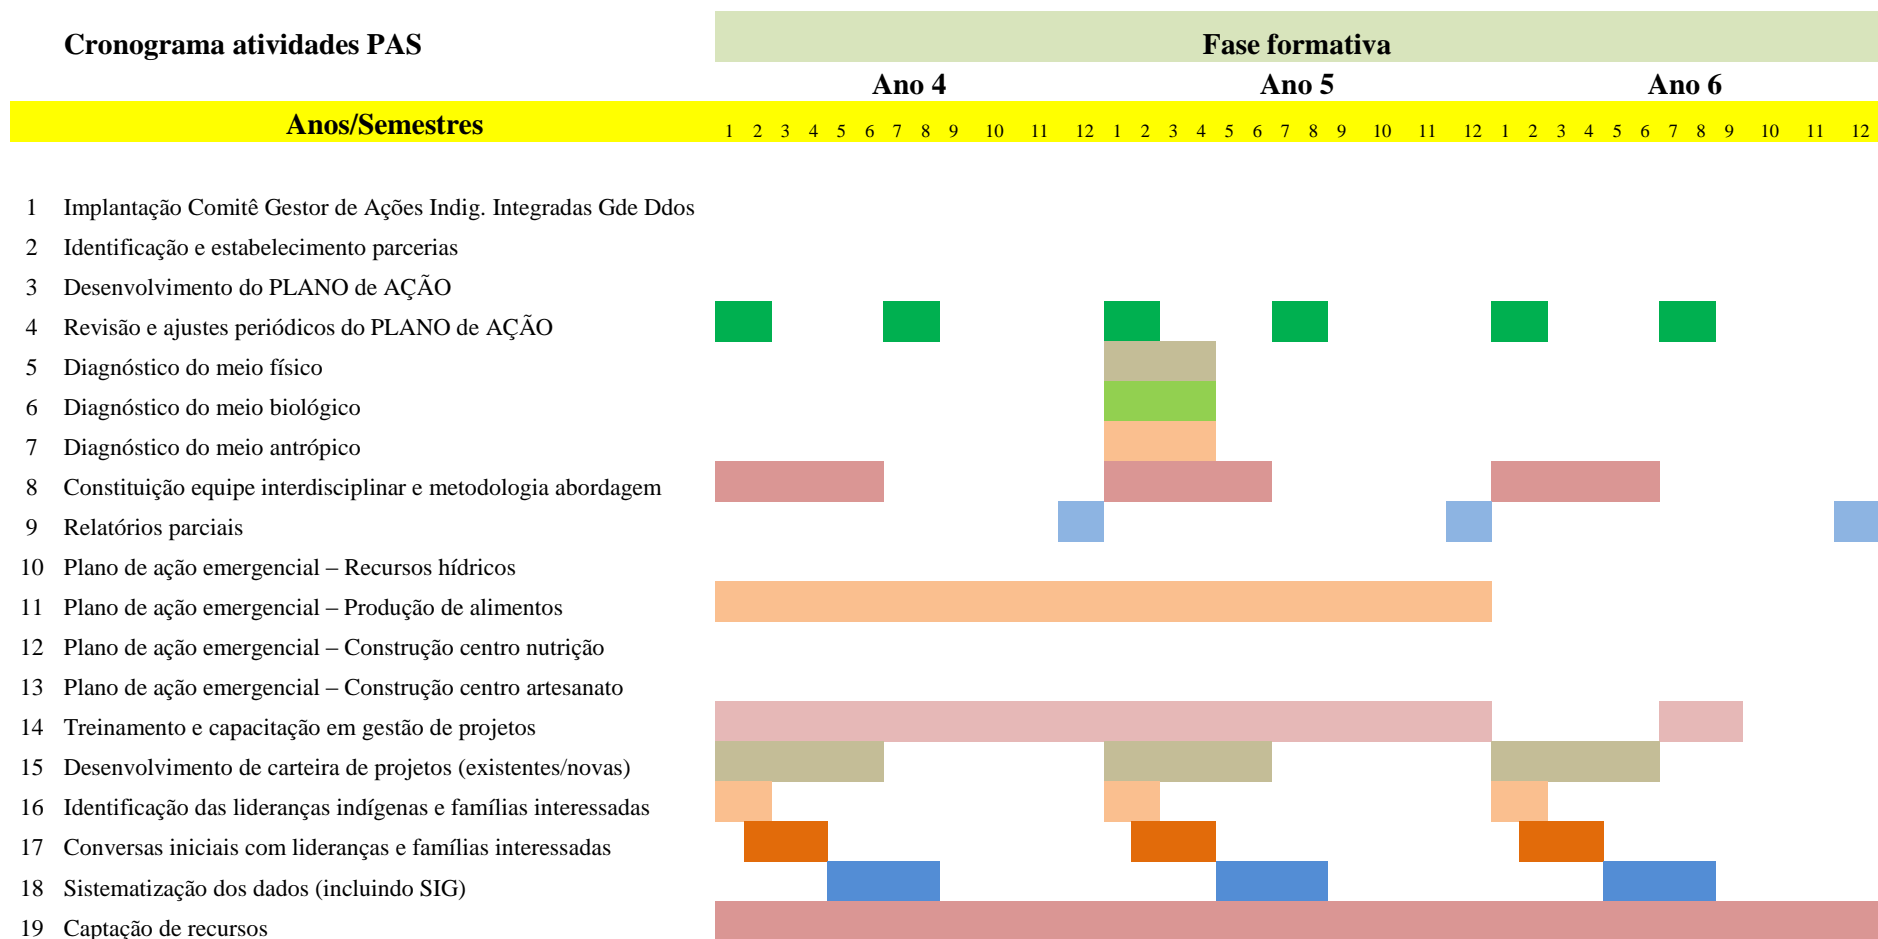 Cronograma atividades PAS Fase formativa
Ano 4 Ano 5 Ano 6
Anos/Semestres 1 2 3 4 5 6 7 8 9 10 11 12 1 2 3 4 5 6 7 8 9 10 11 12 1 2 3 4 5 6 7 8 9 10 11 12
1 Implantação Comitê Gestor de Ações Indig. Integradas Gde Ddos
2 Identificação e estabelecimento parcerias
3 Desenvolvimento do PLANO de AÇÃO
4 Revisão e ajustes periódicos do PLANO de AÇÃO
5 Diagnóstico do meio físico
6 Diagnóstico do meio biológico
7 Diagnóstico do meio antrópico
8 Constituição equipe interdisciplinar e metodologia abordagem
9 Relatórios parciais
10 Plano de ação emergencial – Recursos hídricos
11 Plano de ação emergencial – Produção de alimentos
12 Plano de ação emergencial – Construção centro nutrição
13 Plano de ação emergencial – Construção centro artesanato
14 Treinamento e capacitação em gestão de projetos
15 Desenvolvimento de carteira de projetos (existentes/novas)
16 Identificação das lideranças indígenas e famílias interessadas
17 Conversas iniciais com lideranças e famílias interessadas
18 Sistematização dos dados (incluindo SIG)
19 Captação de recursos